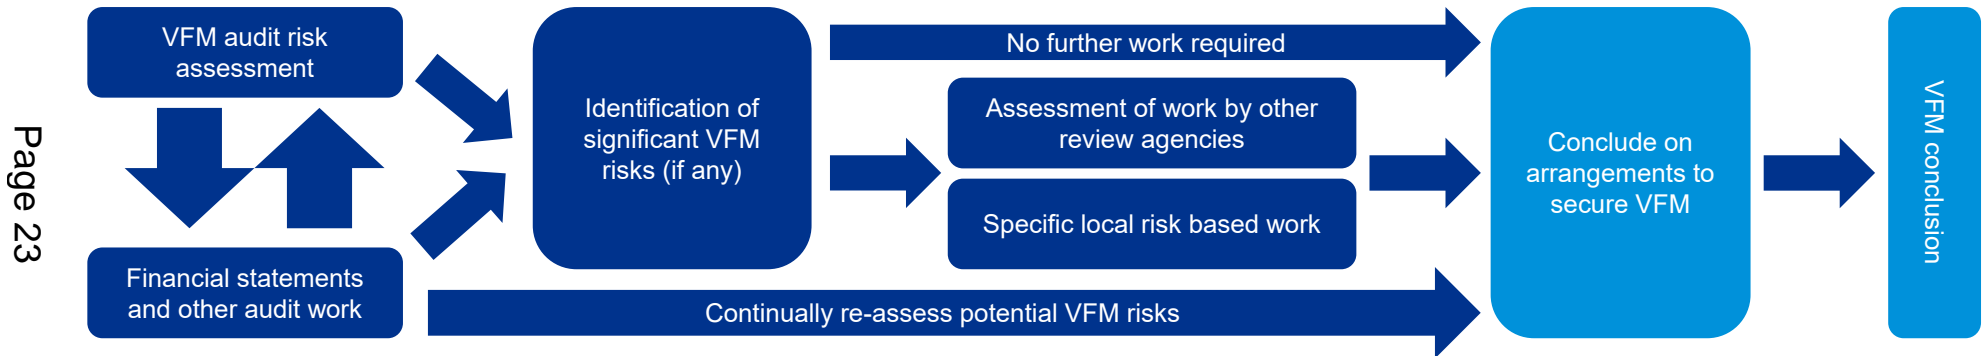 Page 23
VFM audit risk
assessment
Financial statements
and other audit work
Identification of
significant VFM
risks (if any)
No further work required
Assessment of work by other
review agencies
Specific local risk based work
Continually re-assess potential VFM risks
Conclude on
arrangements to
secure VFM
VFM conclusion